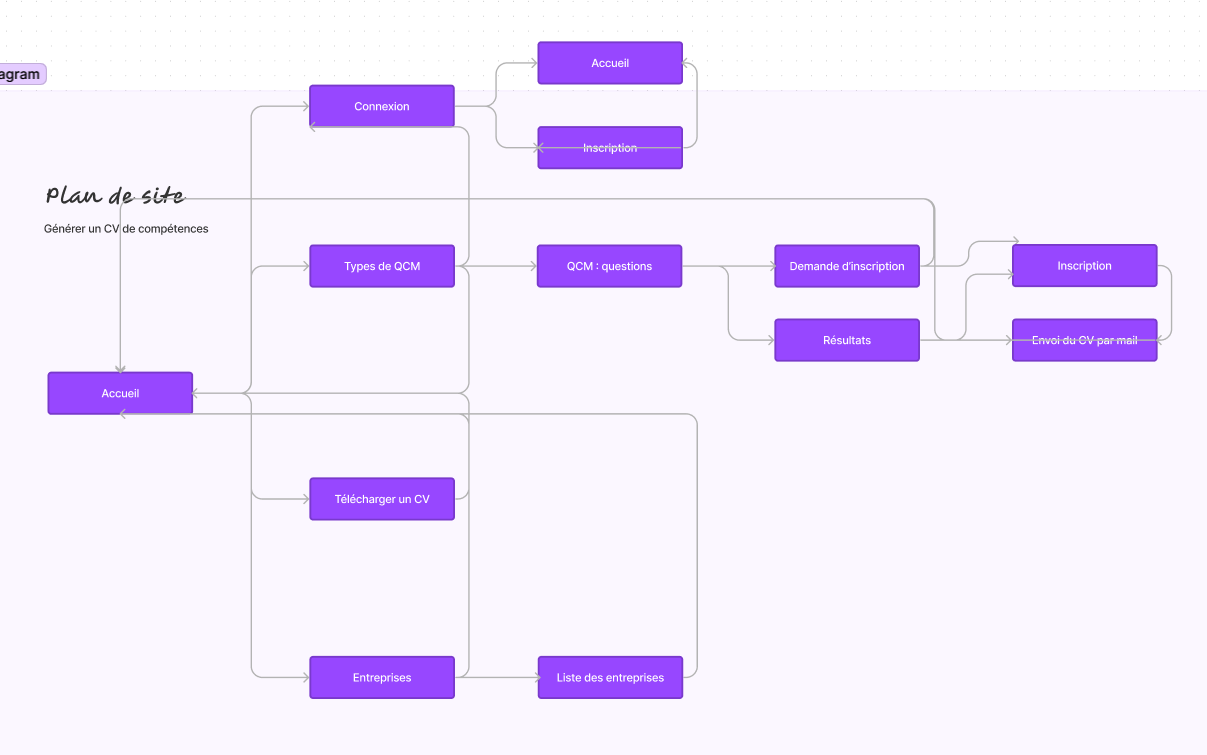 agram
Accueil
Connexion
Inscription
Plan de site
Générer un CV de compétences
Types de QCM
QCM : questions
Demande d'inscription
Inscription
Résultats
Envoi du CV par mail
Accueil
Télécharger un CV
Entreprises
Liste des entreprises